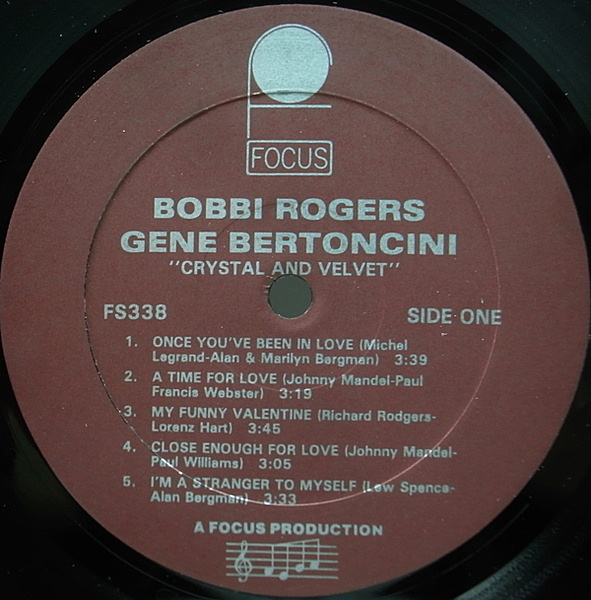 FOCUS
BOBBI ROGERS
GENE BERTONCINI
"CRYSTAL AND VELVET"
FS338 SIDE ONE
1. ONCE YOU'VE BEEN IN LOVE (Michel
Legrand-Alan & Marilyn Bergman) 3:39
2. A TIME FOR LOVE (Johnny Mandel-Paul
Francis Webster) 3:19
3. MY FUNNY VALENTINE (Richard Rodgers-
Lorenz Hart) 3:45
4. CLOSE ENOUGH FOR LOVE (Johnny Mandel-
Paul Williams) 3:05
5. I'M A STRANGER TO MYSELF (Lew Spence-
Alan Bergman) 3:33
A FOCUS PRODUCTION